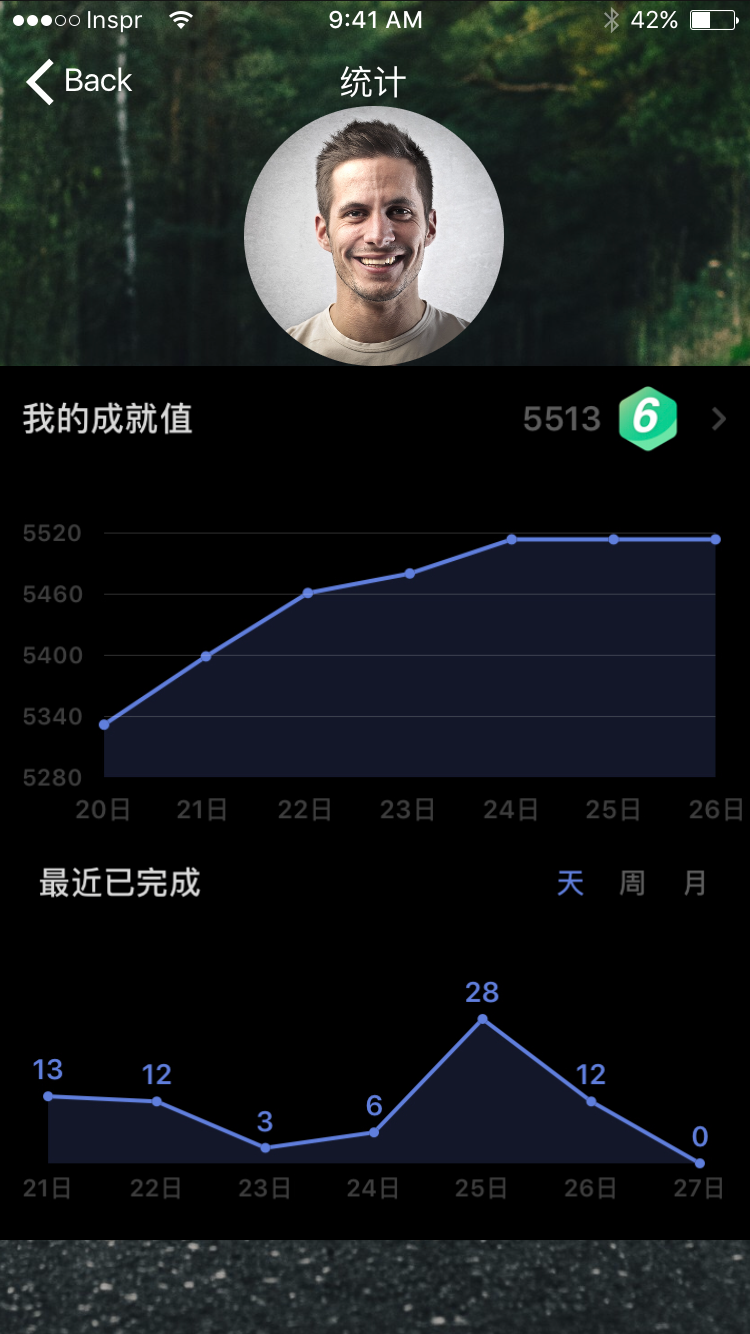 Inspr 9:41 AM 42%
Back 统计
我的成就值 5513 6
5520
5460
5400
5340
5280
20日 21日 22日 23日 24日 25日 26日
最近已完成 天 周 月
13 12 3 6 28 12 0
21日 22日 23日 24日 25日 26日 27日